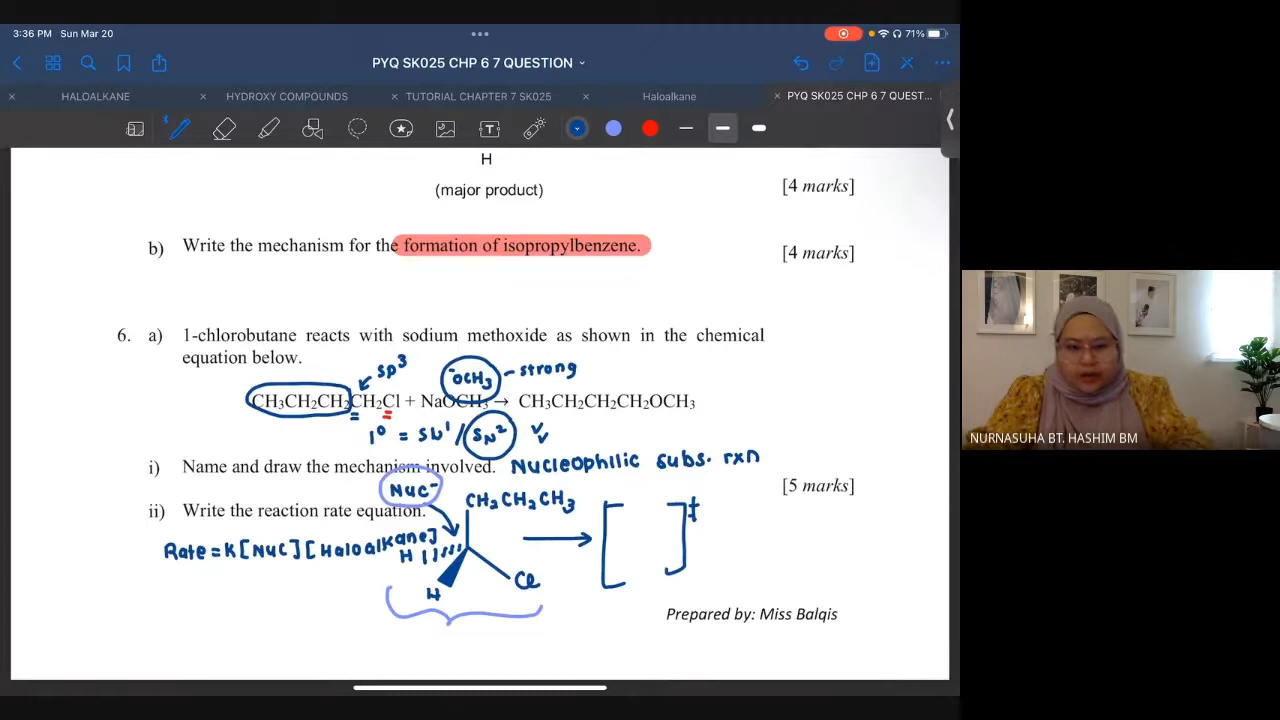 3:36 PM Sun Mar 20
71%
PYQ SK025 CHP 6 7 QUESTION
HALOALKANE
HYDROXY COMPOUNDS
TUTORIAL CHAPTER 7 SK025
Haloalkane
PYQ SK025 CHP 6 7 QUEST...
H
(major product)
[4 marks]
b) Write the mechanism for the formation of isopropylbenzene.
[4 marks]
6. a) 1-chlorobutane reacts with sodium methoxide as shown in the chemical
equation below.
sp³
⁻OCH₃ - strong
CH₃CH₂CH₂CH₂Cl + NaOCH₃ → CH₃CH₂CH₂CH₂OCH₃
1° = SN¹ // SN²
i) Name and draw the mechanism involved. Nucleophilic subs. rxn
[5 marks]
Nuc⁻
CH₂CH₂CH₃
ii) Write the reaction rate equation.
Rate = K [Nuc] [Haloalkane]
H
Cl
H
‡
Prepared by: Miss Balqis
NURNASUHA BT. HASHIM BM